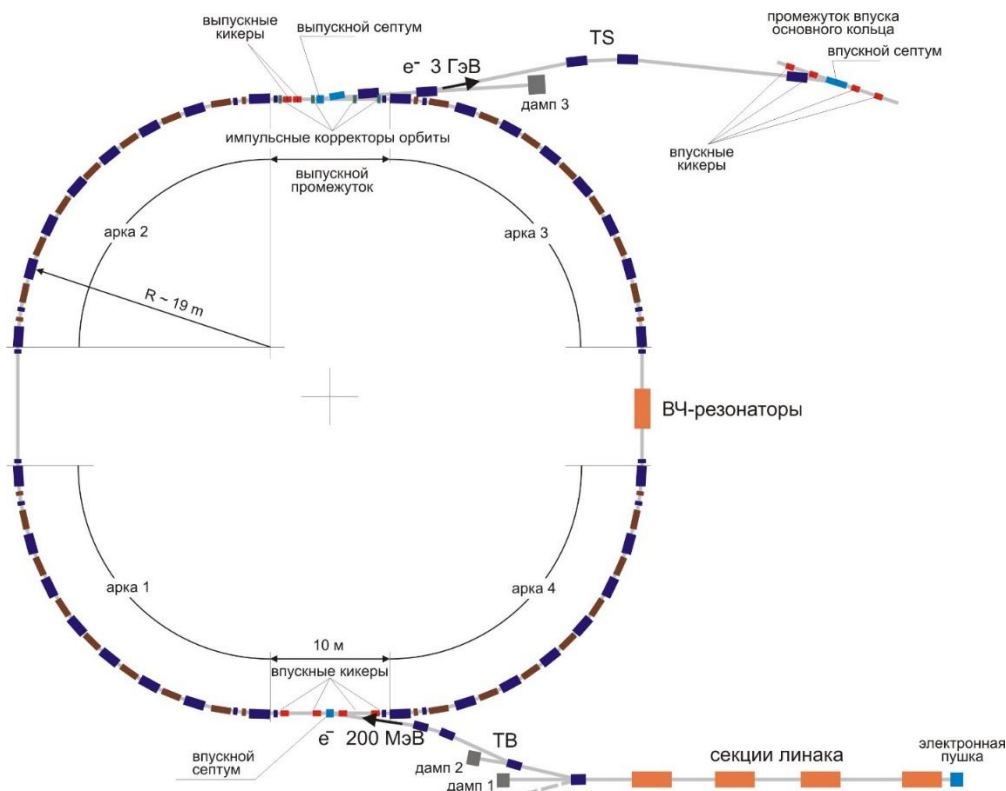 выпускные
кикеры
выпускной септум
e⁻ 3 ГэВ
TS
промежуток впуска
основного кольца
впускной септум
дамп 3
впускные
кикеры
импульсные корректоры орбиты
выпускной
промежуток
арка 2
арка 3
R ~ 19 m
ВЧ-резонаторы
арка 1
арка 4
10 м
впускные кикеры
e⁻ 200 МэВ
впускной
септум
TB
дамп 2
дамп 1
секции линака
электронная
пушка